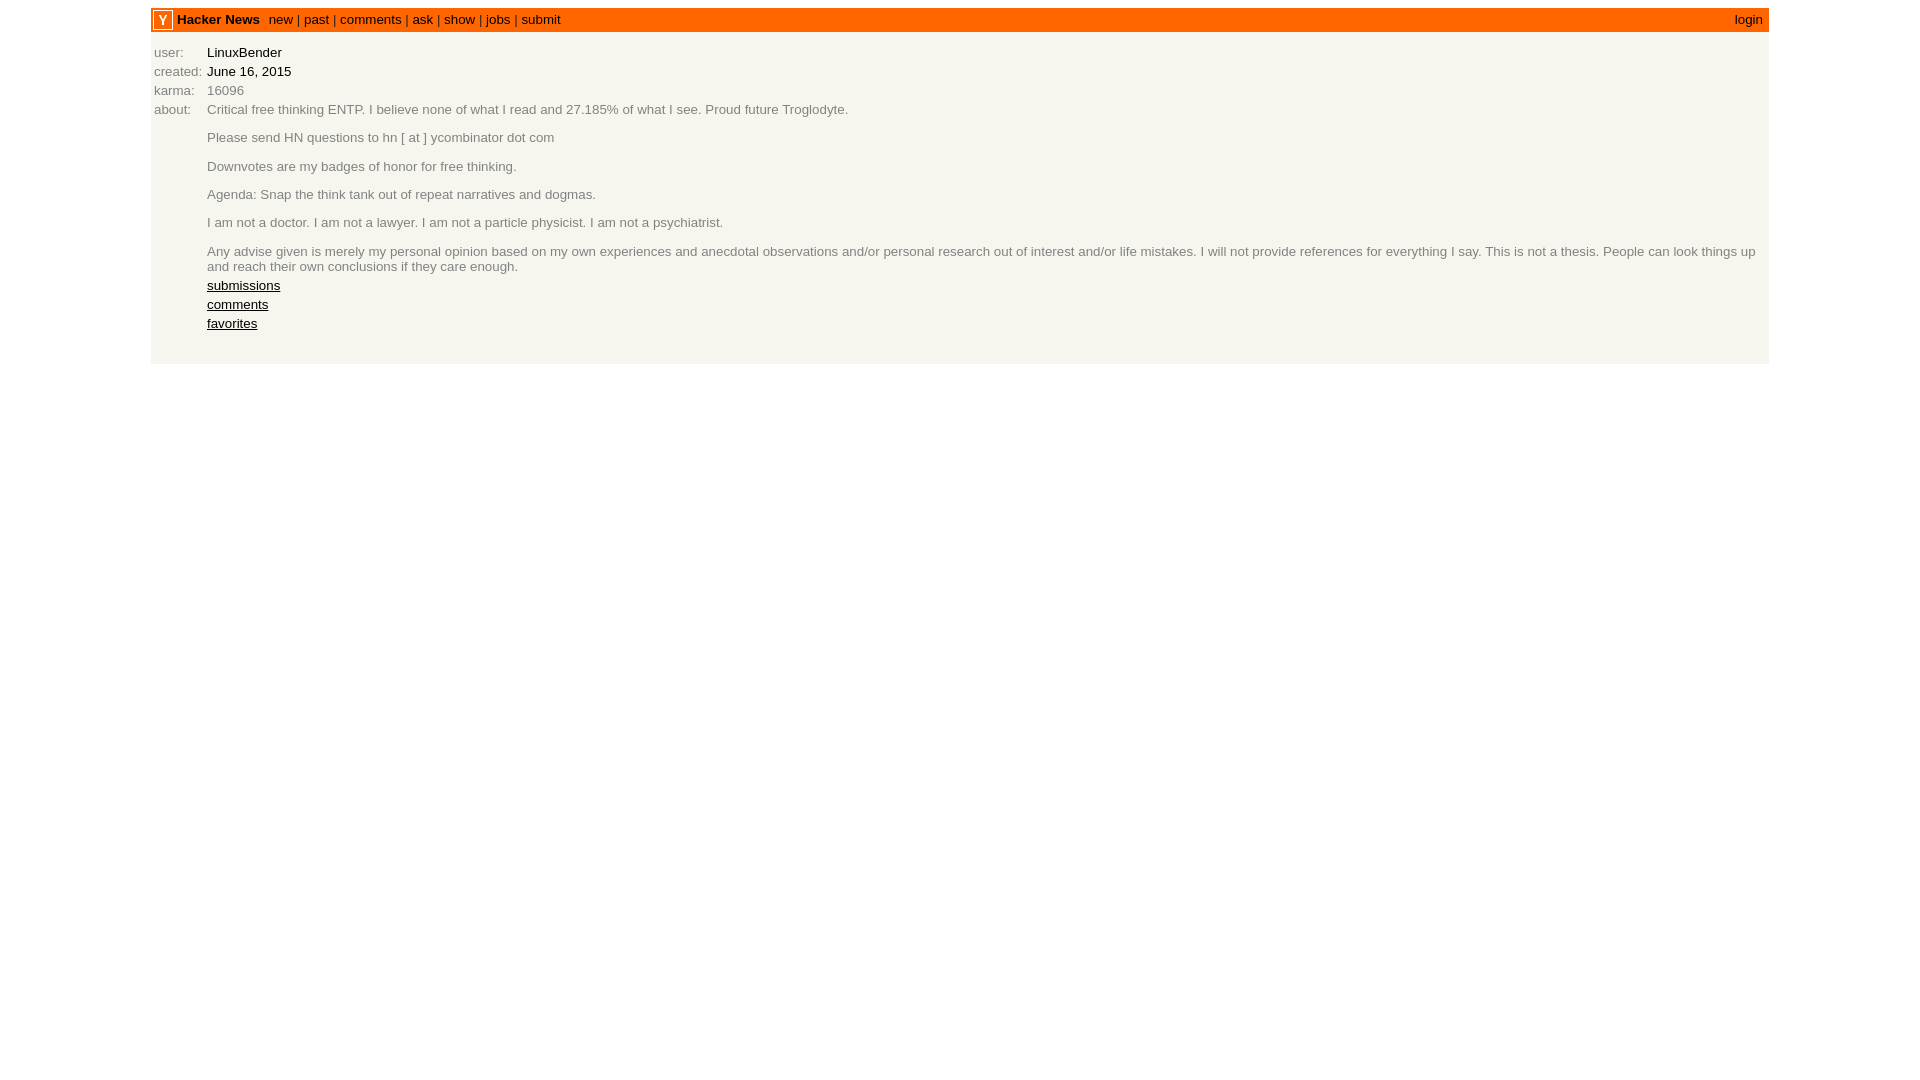 Y Hacker News new | past | comments | ask | show | jobs | submit login
user: LinuxBender
created: June 16, 2015
karma: 16096
about: Critical free thinking ENTP. I believe none of what I read and 27.185% of what I see. Proud future Troglodyte.
Please send HN questions to hn [ at ] ycombinator dot com
Downvotes are my badges of honor for free thinking.
Agenda: Snap the think tank out of repeat narratives and dogmas.
I am not a doctor. I am not a lawyer. I am not a particle physicist. I am not a psychiatrist.
Any advise given is merely my personal opinion based on my own experiences and anecdotal observations and/or personal research out of interest and/or life mistakes. I will not provide references for everything I say. This is not a thesis. People can look things up
and reach their own conclusions if they care enough.
submissions
comments
favorites